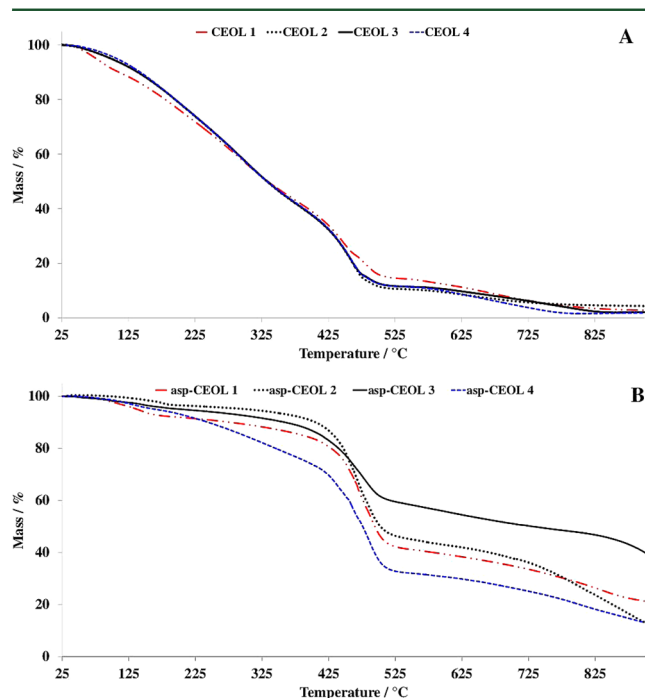 CEOL 1 CEOL 2 CEOL 3 CEOL 4
A
100
80
60
40
20
0
Mass / %
25 125 225 325 425 525 625 725 825
Temperature / °C
asp-CEOL 1 asp-CEOL 2 asp-CEOL 3 asp-CEOL 4
B
100
80
60
40
20
0
Mass / %
25 125 225 325 425 525 625 725 825
Temperature / °C